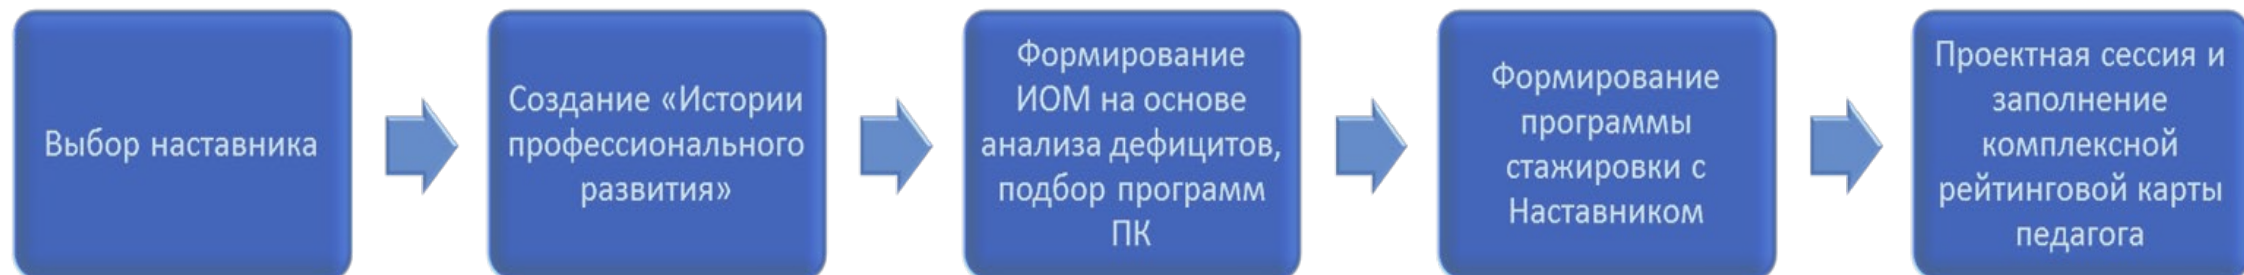 Выбор наставника
Создание «Истории
профессионального
развития»
Формирование
ИОМ на основе
анализа дефицитов,
подбор программ
ПК
Формирование
программы
стажировки с
Наставником
Проектная сессия и
заполнение
комплексной
рейтинговой карты
педагога